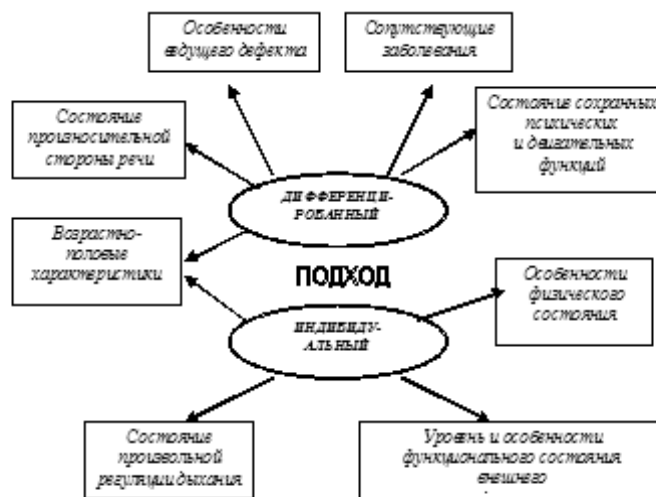 Особенности
ведущего дефекта
Сопутствующие
заболевания
Состояние
произносительной
стороны речи
Состояние сохранных
психических
и двигательных
функций
ДИФФЕРЕНЦИ-
РОВАННЫЙ
Возрастно-
половые
характеристики
ПОДХОД
Особенности
физического
состояния
ИНДИВИДУ-
АЛЬНЫЙ
Состояние
произвольной
регуляции дыхания
Уровень и особенности
функционального состояния
внешнего